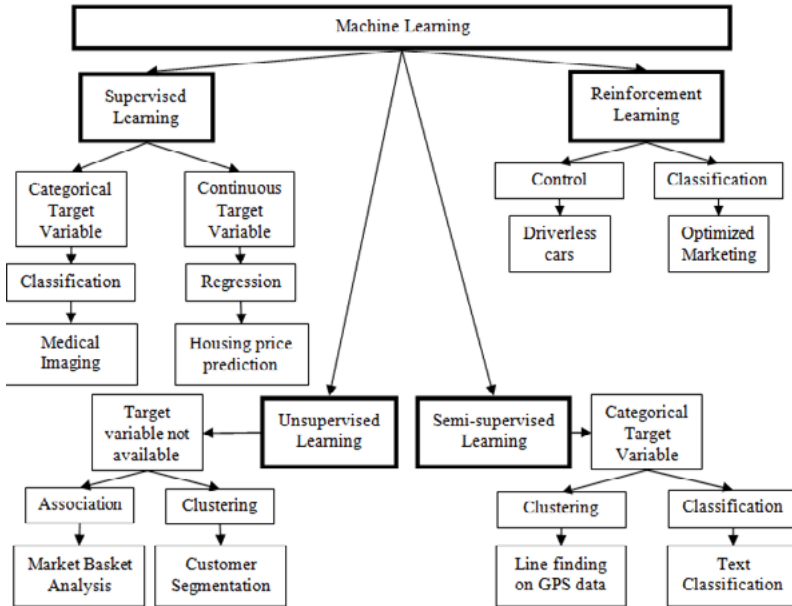 Machine Learning
Supervised
Learning
Reinforcement
Learning
Categorical
Target
Variable
Continuous
Target
Variable
Control
Classification
Driverless
cars
Optimized
Marketing
Classification
Regression
Medical
Imaging
Housing price
prediction
Target
variable not
available
Unsupervised
Learning
Semi-supervised
Learning
Categorical
Target
Variable
Association
Clustering
Clustering
Classification
Market Basket
Analysis
Customer
Segmentation
Line finding
on GPS data
Text
Classification